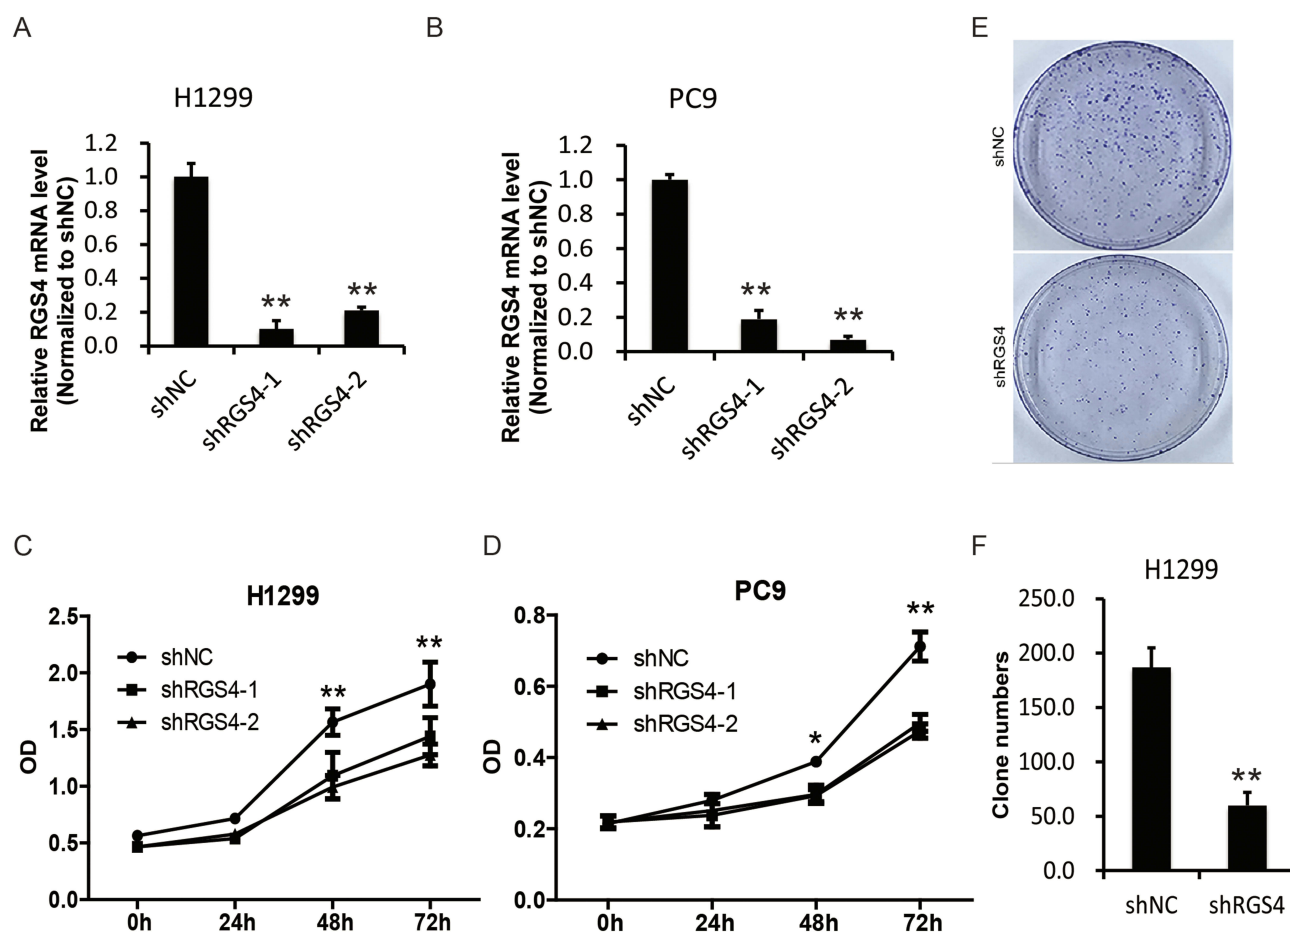 A
H1299
Relative RGS4 mRNA level
(Normalized to shNC)
1.2
1.0
0.8
0.6
0.4
0.2
0.0
**
**
shNC
shRGS4-1
shRGS4-2
B
PC9
Relative RGS4 mRNA level
(Normalized to shNC)
1.2
1.0
0.8
0.6
0.4
0.2
0.0
**
**
shNC
shRGS4-1
shRGS4-2
E
shNC
shRGS4
C
H1299
OD
2.5
2.0
1.5
1.0
0.5
0.0
shNC
shRGS4-1
shRGS4-2
**
**
0h 24h 48h 72h
D
PC9
OD
0.8
0.6
0.4
0.2
0.0
shNC
shRGS4-1
shRGS4-2
*
**
0h 24h 48h 72h
F
H1299
Clone numbers
250.0
200.0
150.0
100.0
50.0
0.0
**
shNC shRGS4